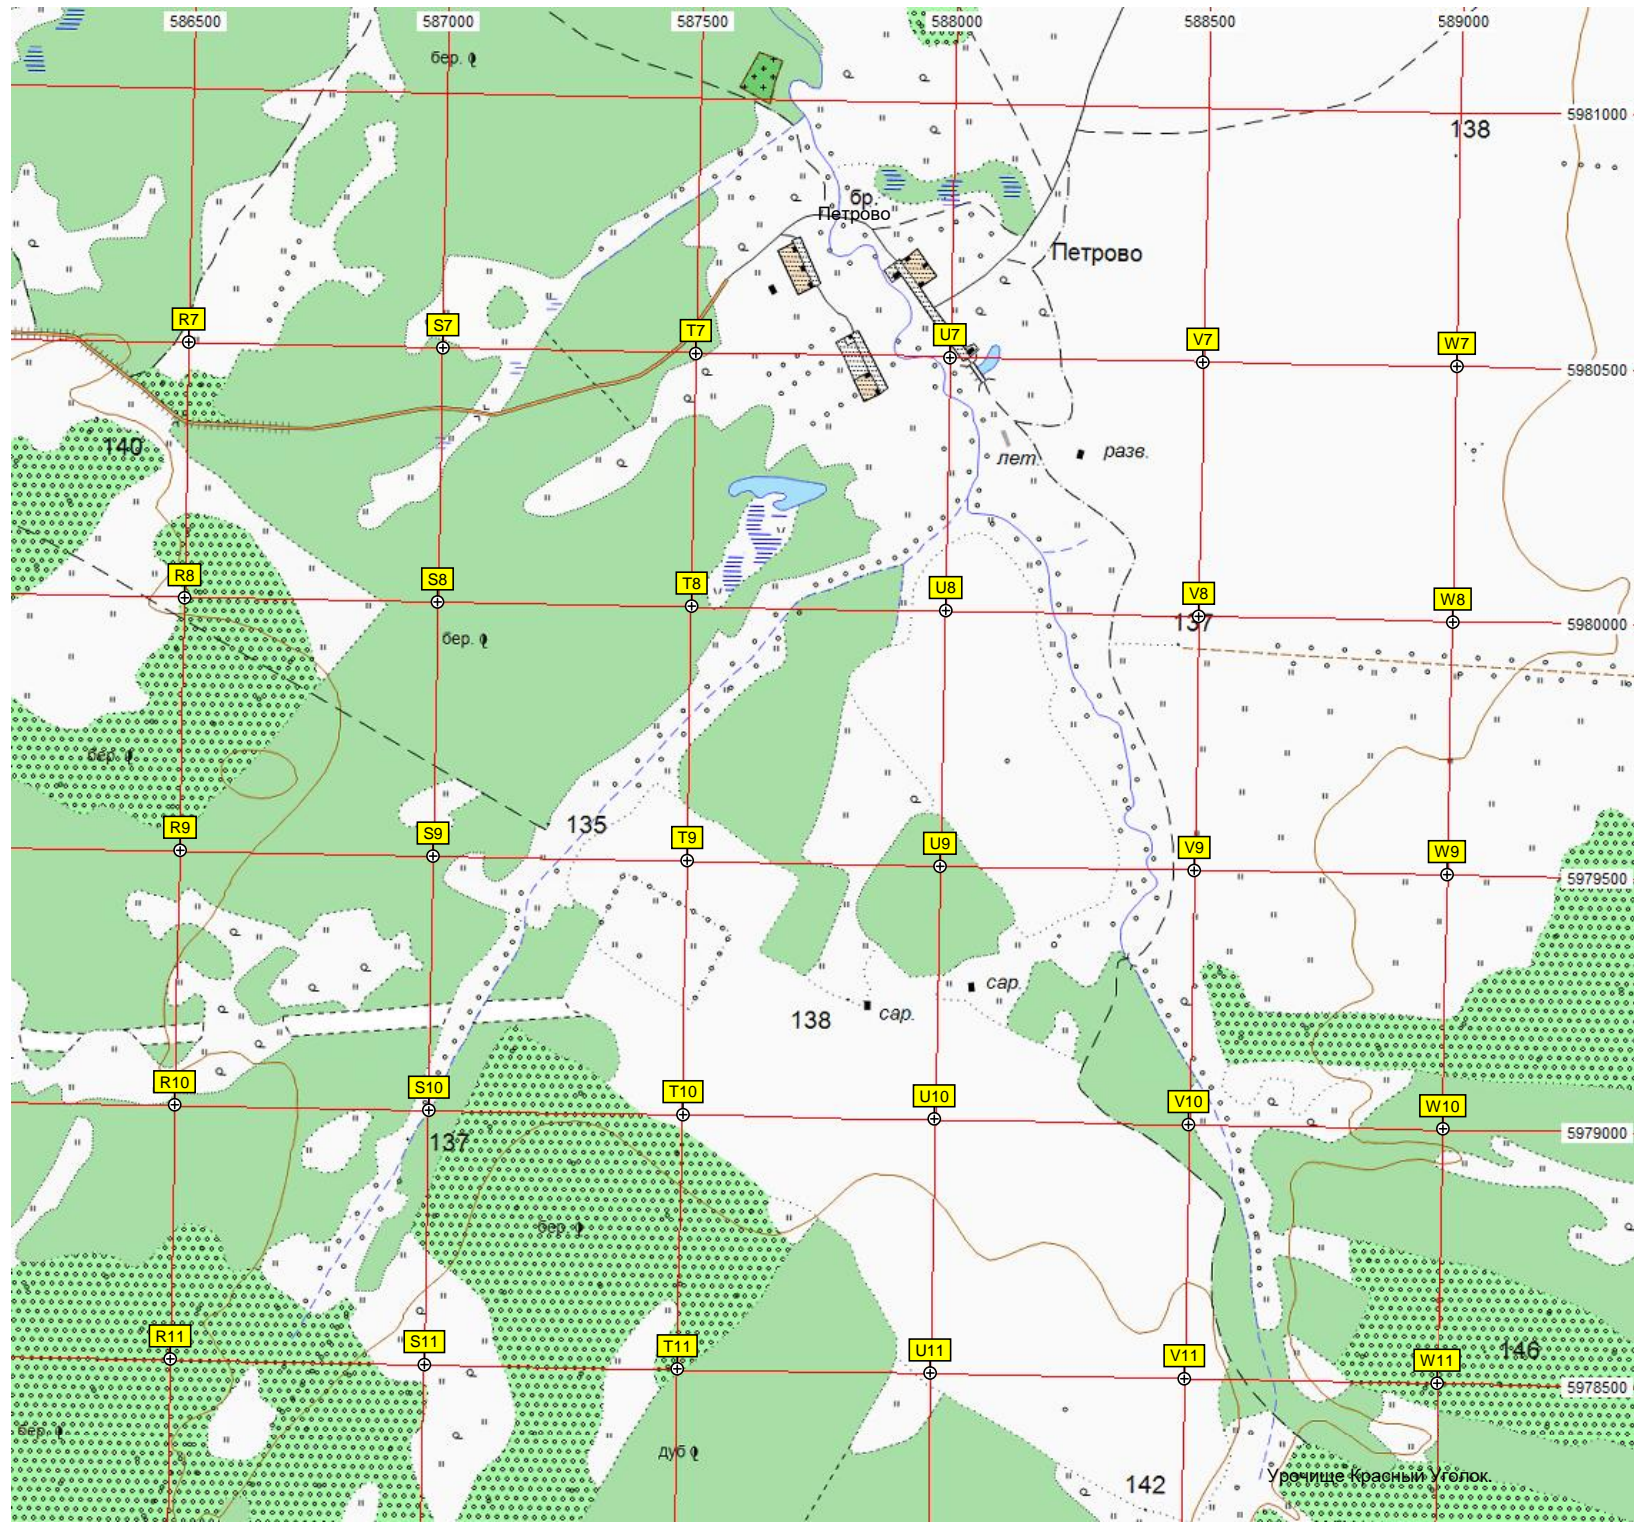 586500 587000 587500 588000 588500 589000
бер.
5981000
138
бр.
Петрово
Петрово
R7 S7 T7 U7 V7 W7
5980500
140
лет.
разв.
R8 S8 T8 U8 V8 W8
137
5980000
бер.
бер.
135
R9 S9 T9 U9 V9 W9
5979500
сар.
сар.
138
R10 S10 T10 U10 V10 W10
5979000
137
бер.
R11 S11 T11 U11 V11 W11
146
5978500
бер.
дуб
142
Урочище Красный Уголок.